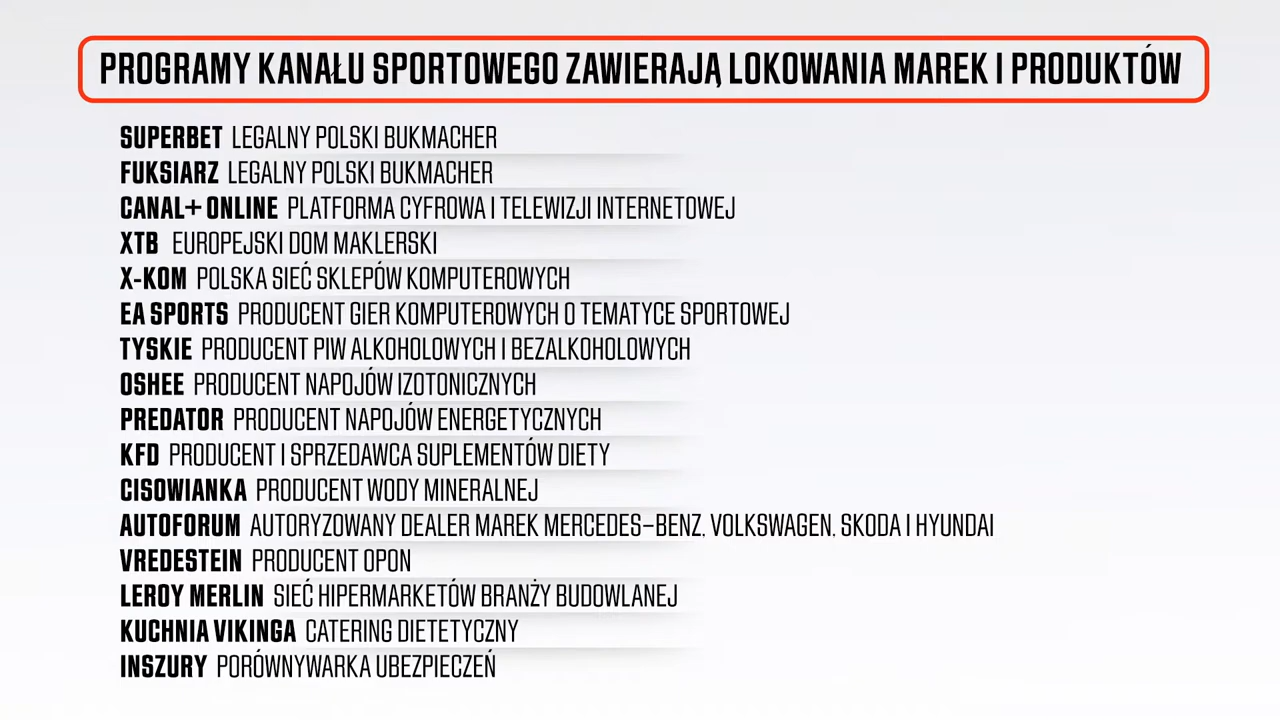 PROGRAMY KANAŁU SPORTOWEGO ZAWIERAJĄ LOKOWANIA MAREK I PRODUKTÓW
SUPERBET LEGALNY POLSKI BUKMACHER
FUKSIARZ LEGALNY POLSKI BUKMACHER
CANAL+ ONLINE PLATFORMA CYFROWA I TELEWIZJI INTERNETOWEJ
XTB EUROPEJSKI DOM MAKLERSKI
X-KOM POLSKA SIEĆ SKLEPÓW KOMPUTEROWYCH
EA SPORTS PRODUCENT GIER KOMPUTEROWYCH O TEMATYCE SPORTOWEJ
TYSKIE PRODUCENT PIW ALKOHOLOWYCH I BEZALKOHOLOWYCH
OSHEE PRODUCENT NAPOJÓW IZOTONICZNYCH
PREDATOR PRODUCENT NAPOJÓW ENERGETYCZNYCH
KFD PRODUCENT I SPRZEDAWCA SUPLEMENTÓW DIETY
CISOWIANKA PRODUCENT WODY MINERALNEJ
AUTOFORUM AUTORYZOWANY DEALER MAREK MERCEDES-BENZ, VOLKSWAGEN, SKODA I HYUNDAI
VREDESTEIN PRODUCENT OPON
LEROY MERLIN SIEĆ HIPERMARKETÓW BRANŻY BUDOWLANEJ
KUCHNIA VIKINGA CATERING DIETETYCZNY
INSZURY PORÓWNYWARKA UBEZPIECZEŃ